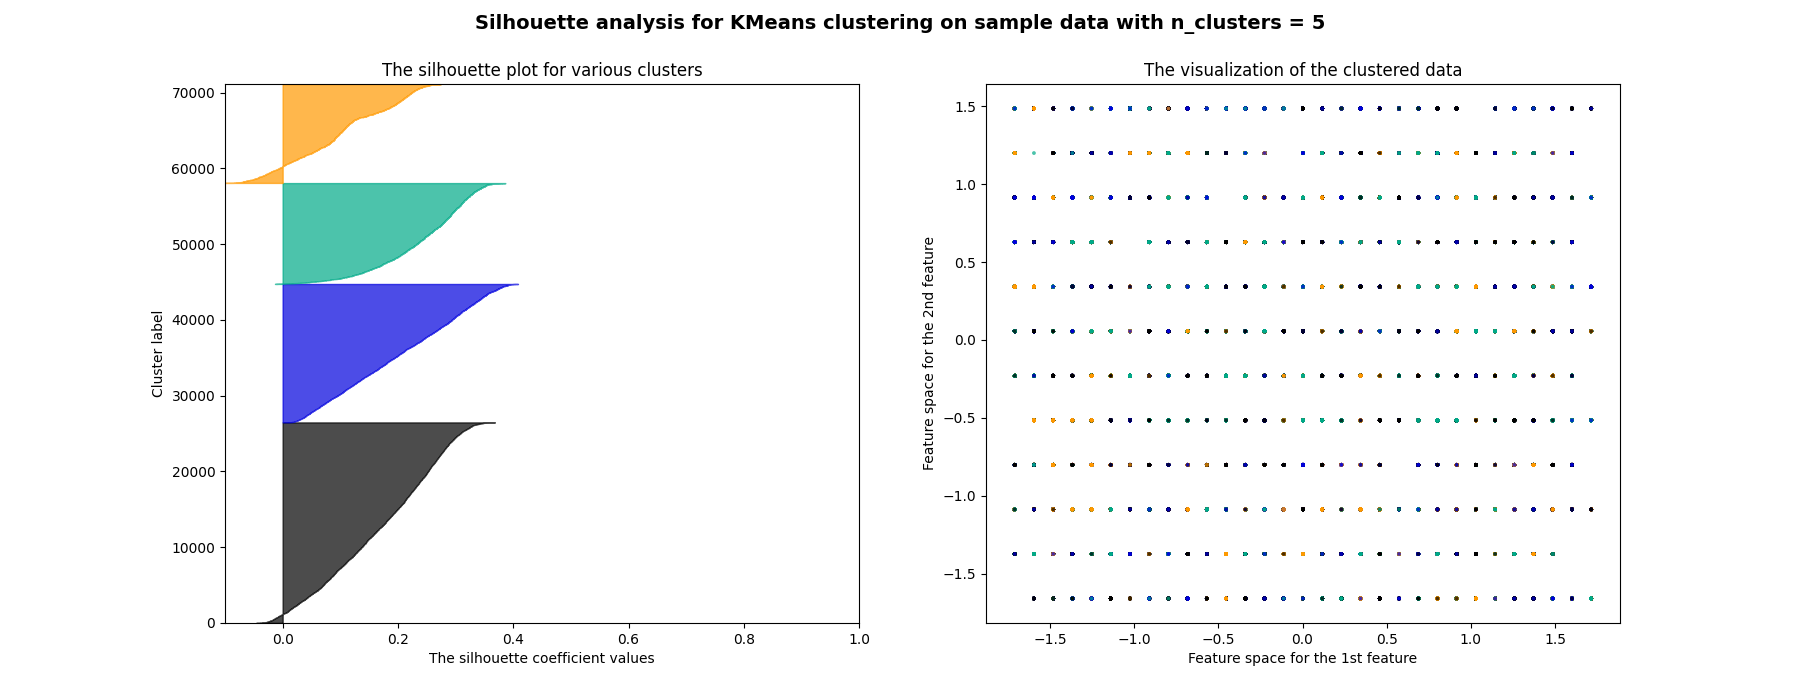 Silhouette analysis for KMeans clustering on sample data with n_clusters = 5
The silhouette plot for various clusters
70000
60000
50000
40000
30000
20000
10000
0
Cluster label
0.0 0.2 0.4 0.6 0.8 1.0
The silhouette coefficient values
The visualization of the clustered data
1.5
1.0
0.5
0.0
−0.5
−1.0
−1.5
Feature space for the 2nd feature
−1.5 −1.0 −0.5 0.0 0.5 1.0 1.5
Feature space for the 1st feature